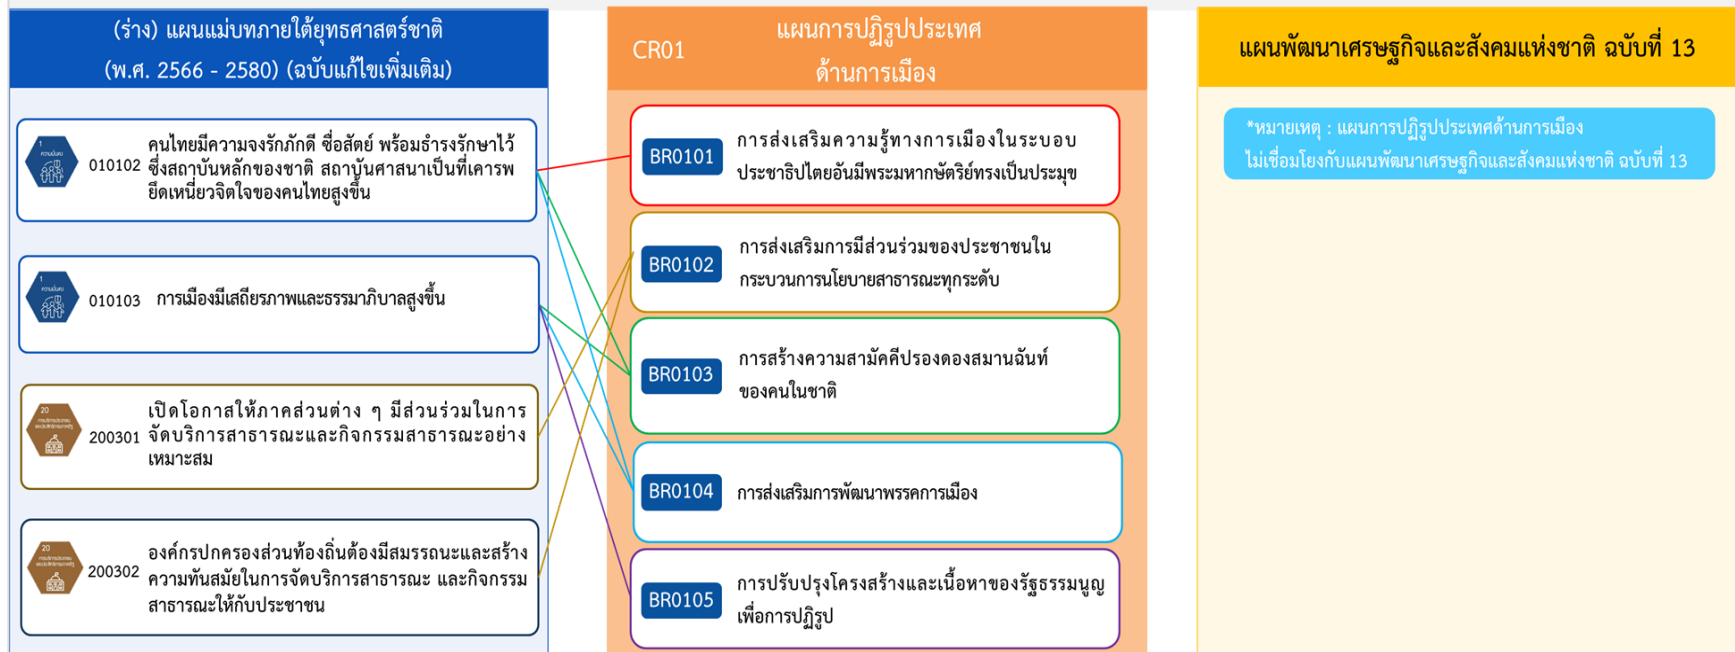 (ร่าง) แผนแม่บทภายใต้ยุทธศาสตร์ชาติ
(พ.ศ. 2566 - 2580) (ฉบับแก้ไขเพิ่มเติม)
1
ความมั่นคง
010102
คนไทยมีความจงรักภักดี ซื่อสัตย์ พร้อมธำรงรักษาไว้
ซึ่งสถาบันหลักของชาติ สถาบันศาสนาเป็นที่เคารพ
ยึดเหนี่ยวจิตใจของคนไทยสูงขึ้น
1
ความมั่นคง
010103
การเมืองมีเสถียรภาพและธรรมาภิบาลสูงขึ้น
20
200301
เปิดโอกาสให้ภาคส่วนต่าง ๆ มีส่วนร่วมในการ
จัดบริการสาธารณะและกิจกรรมสาธารณะอย่าง
เหมาะสม
20
200302
องค์กรปกครองส่วนท้องถิ่นต้องมีสมรรถนะและสร้าง
ความทันสมัยในการจัดบริการสาธารณะ และกิจกรรม
สาธารณะให้กับประชาชน
CR01
แผนการปฏิรูปประเทศ
ด้านการเมือง
BR0101
การส่งเสริมความรู้ทางการเมืองในระบอบ
ประชาธิปไตยอันมีพระมหากษัตริย์ทรงเป็นประมุข
BR0102
การส่งเสริมการมีส่วนร่วมของประชาชนใน
กระบวนการนโยบายสาธารณะทุกระดับ
BR0103
การสร้างความสามัคคีปรองดองสมานฉันท์
ของคนในชาติ
BR0104
การส่งเสริมการพัฒนาพรรคการเมือง
BR0105
การปรับปรุงโครงสร้างและเนื้อหาของรัฐธรรมนูญ
เพื่อการปฏิรูป
แผนพัฒนาเศรษฐกิจและสังคมแห่งชาติ ฉบับที่ 13
*หมายเหตุ : แผนการปฏิรูปประเทศด้านการเมือง
ไม่เชื่อมโยงกับแผนพัฒนาเศรษฐกิจและสังคมแห่งชาติ ฉบับที่ 13